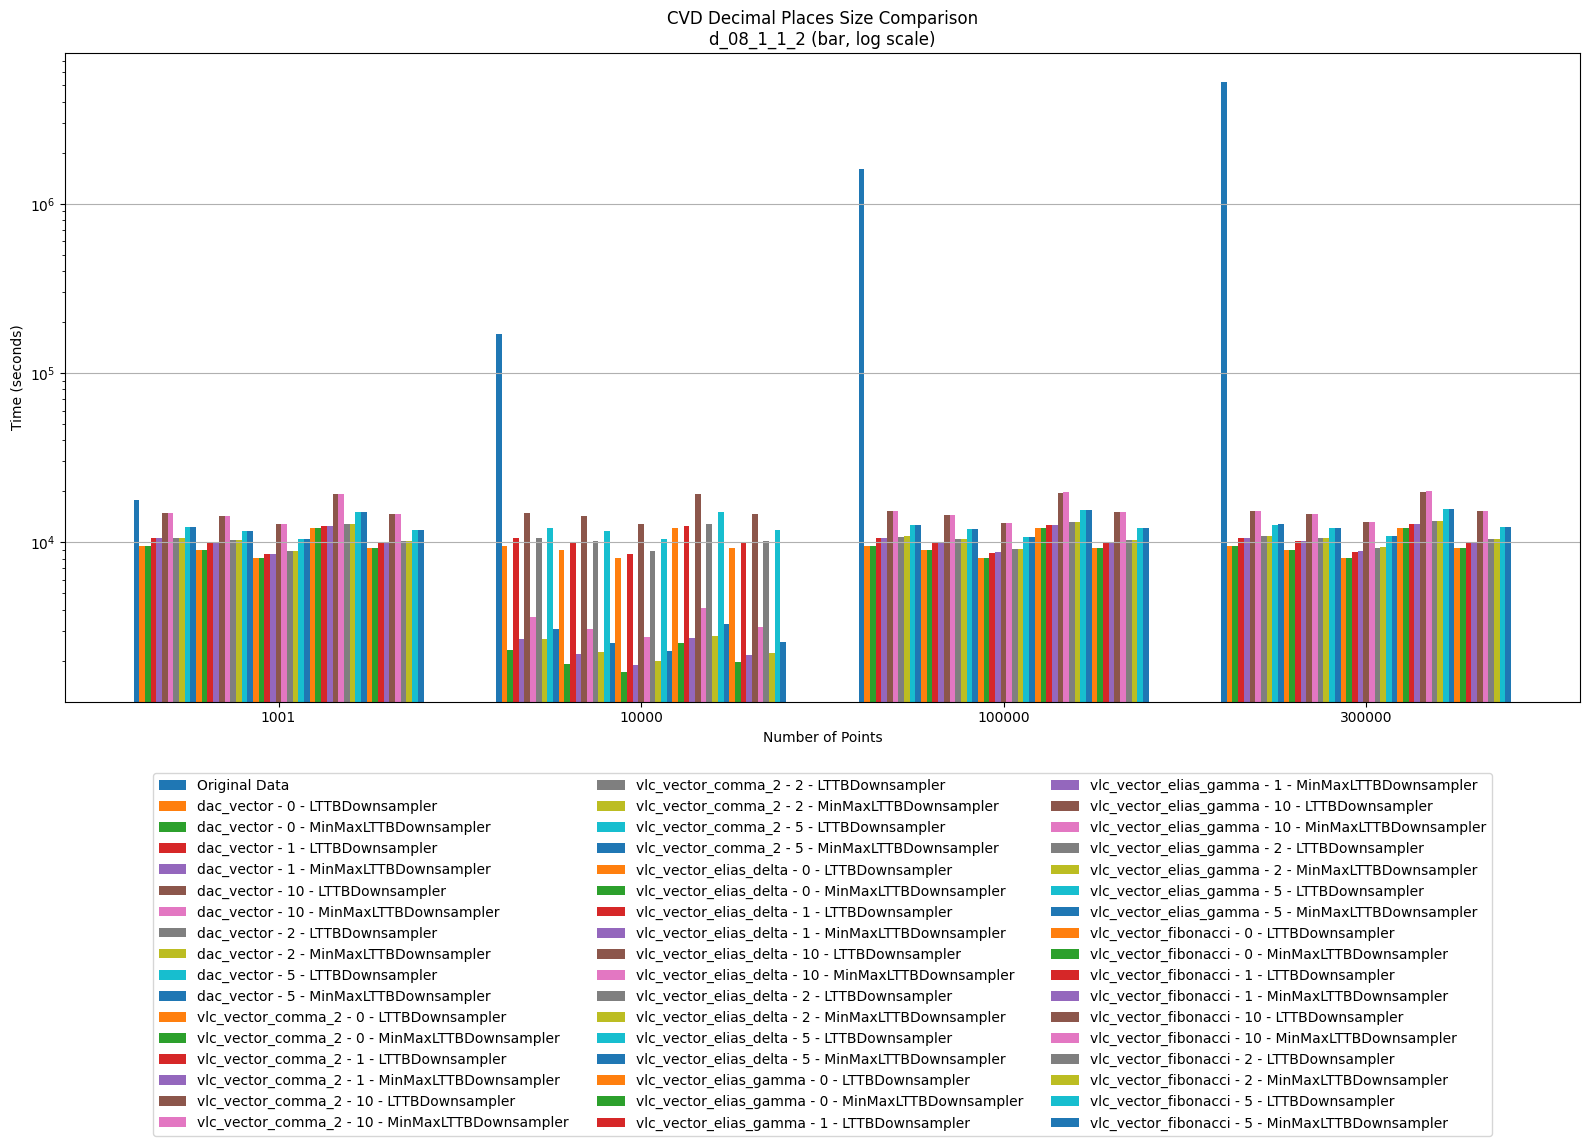 CVD Decimal Places Size Comparison
d_08_1_1_2 (bar, log scale)
Time (seconds)
10^6
10^5
10^4
1001
10000
100000
300000
Number of Points
Original Data
dac_vector - 0 - LTTBDownsampler
dac_vector - 0 - MinMaxLTTBDownsampler
dac_vector - 1 - LTTBDownsampler
dac_vector - 1 - MinMaxLTTBDownsampler
dac_vector - 10 - LTTBDownsampler
dac_vector - 10 - MinMaxLTTBDownsampler
dac_vector - 2 - LTTBDownsampler
dac_vector - 2 - MinMaxLTTBDownsampler
dac_vector - 5 - LTTBDownsampler
dac_vector - 5 - MinMaxLTTBDownsampler
vlc_vector_comma_2 - 0 - LTTBDownsampler
vlc_vector_comma_2 - 0 - MinMaxLTTBDownsampler
vlc_vector_comma_2 - 1 - LTTBDownsampler
vlc_vector_comma_2 - 1 - MinMaxLTTBDownsampler
vlc_vector_comma_2 - 10 - LTTBDownsampler
vlc_vector_comma_2 - 10 - MinMaxLTTBDownsampler
vlc_vector_comma_2 - 2 - LTTBDownsampler
vlc_vector_comma_2 - 2 - MinMaxLTTBDownsampler
vlc_vector_comma_2 - 5 - LTTBDownsampler
vlc_vector_comma_2 - 5 - MinMaxLTTBDownsampler
vlc_vector_elias_delta - 0 - LTTBDownsampler
vlc_vector_elias_delta - 0 - MinMaxLTTBDownsampler
vlc_vector_elias_delta - 1 - LTTBDownsampler
vlc_vector_elias_delta - 1 - MinMaxLTTBDownsampler
vlc_vector_elias_delta - 10 - LTTBDownsampler
vlc_vector_elias_delta - 10 - MinMaxLTTBDownsampler
vlc_vector_elias_delta - 2 - LTTBDownsampler
vlc_vector_elias_delta - 2 - MinMaxLTTBDownsampler
vlc_vector_elias_delta - 5 - LTTBDownsampler
vlc_vector_elias_delta - 5 - MinMaxLTTBDownsampler
vlc_vector_elias_gamma - 0 - LTTBDownsampler
vlc_vector_elias_gamma - 0 - MinMaxLTTBDownsampler
vlc_vector_elias_gamma - 1 - LTTBDownsampler
vlc_vector_elias_gamma - 1 - MinMaxLTTBDownsampler
vlc_vector_elias_gamma - 10 - LTTBDownsampler
vlc_vector_elias_gamma - 10 - MinMaxLTTBDownsampler
vlc_vector_elias_gamma - 2 - LTTBDownsampler
vlc_vector_elias_gamma - 2 - MinMaxLTTBDownsampler
vlc_vector_elias_gamma - 5 - LTTBDownsampler
vlc_vector_elias_gamma - 5 - MinMaxLTTBDownsampler
vlc_vector_fibonacci - 0 - LTTBDownsampler
vlc_vector_fibonacci - 0 - MinMaxLTTBDownsampler
vlc_vector_fibonacci - 1 - LTTBDownsampler
vlc_vector_fibonacci - 1 - MinMaxLTTBDownsampler
vlc_vector_fibonacci - 10 - LTTBDownsampler
vlc_vector_fibonacci - 10 - MinMaxLTTBDownsampler
vlc_vector_fibonacci - 2 - LTTBDownsampler
vlc_vector_fibonacci - 2 - MinMaxLTTBDownsampler
vlc_vector_fibonacci - 5 - LTTBDownsampler
vlc_vector_fibonacci - 5 - MinMaxLTTBDownsampler